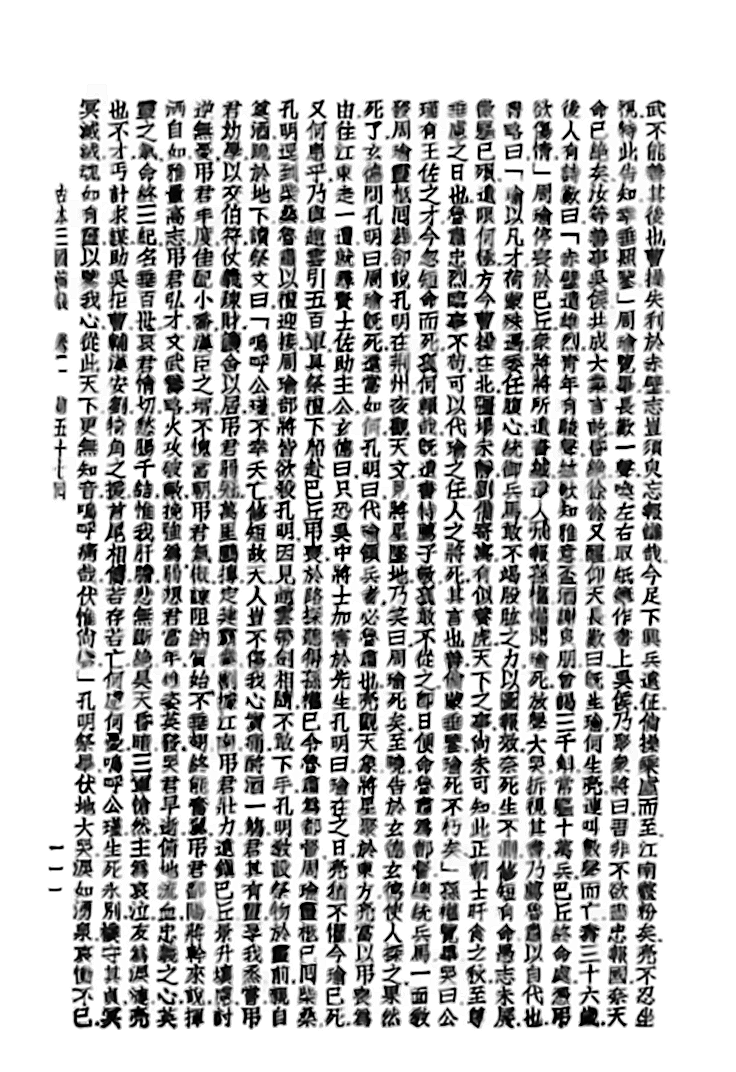 武不能善其後也曹操失利於赤壁志豈須臾忘報讎哉今足下興兵遠征倘操乘虛而至江南虀粉矣亮不忍坐
視特此告知幸垂照鑒」周瑜覽畢長歎一聲喚左右取紙筆作書上吳侯乃聚衆將曰吾非不欲盡忠報國奈天
命已絕矣汝等善事吳侯共成大業言訖昏絕徐徐又醒仰天長歎曰旣生瑜何生亮連叫數聲而亡壽三十六歲
後人有詩歎曰「赤壁遺雄烈青年有駿聲絃歌知雅意盃酒謝良朋曾謁三千斛常驅十萬兵巴丘終命處憑弔
欲傷情」周瑜停喪於巴丘衆將將所遺書緘遣人飛報孫權權聞瑜死放聲大哭拆視其書乃薦魯肅以自代也
書略曰「瑜以凡才荷蒙殊遇委任腹心統御兵馬敢不竭股肱之力以圖報效奈死生不測修短有命愚志未展
微軀已殞遺恨何極方今曹操在北疆場未靜劉備寄寓有似養虎天下之事尚未可知此正朝士旰食之秋至尊
垂慮之日也魯肅忠烈臨事不苟可以代瑜之任人之將死其言也善倘蒙垂鑒瑜死不朽矣」孫權覽畢哭曰公
瑾有王佐之才今忽短命而死孤何賴哉旣遺書特薦子敬孤敢不從之卽日便命魯肅爲都督總統兵馬一面敎
發周瑜靈柩回葬卻說孔明在荆州夜觀天文見將星墜地乃笑曰周瑜死矣至曉告於玄德玄德使人探之果然
死了玄德問孔明曰周瑜旣死還當如何孔明曰代瑜領兵者必魯肅也亮觀天象將星聚於東方亮當以弔喪爲
由往江東走一遭就尋賢士佐助主公玄德曰只恐吳中將士加害於先生孔明曰瑜在之日亮猶不懼今瑜已死
又何患乎乃與趙雲引五百軍具祭禮下船赴巴丘弔喪於路探聽得孫權已令魯肅爲都督周瑜靈柩已回柴桑
孔明逕到柴桑魯肅以禮迎接周瑜部將皆欲殺孔明因見趙雲帶劍相隨不敢下手孔明敎設祭物於靈前親自
奠酒跪於地下讀祭文曰「嗚呼公瑾不幸夭亡修短故天人豈不傷我心實痛酹酒一觴君其有靈享我烝嘗弔
君幼學以交伯符仗義疎財讓舍以居弔君弱冠萬里鵬摶定建霸業割據江南弔君壯力遠鎮巴丘景升懷慮討
逆無憂弔君丰度佳配小喬漢臣之壻不愧當朝弔君氣槪諫阻納質始不垂翅終能奮翼弔君鄱陽蔣幹來說揮
洒自如雅量高志弔君弘才文武籌略火攻破敵挽強爲弱想君當年雄姿英發哭君早逝俯地流血忠義之心英
靈之氣命終三紀名垂百世哀君情切愁腸千結惟我肝膽悲無斷絕昊天昏暗三軍愴然主爲哀泣友爲淚漣亮
也不才丐計求謀助吳拒曹輔漢安劉犄角之援首尾相儔若存若亡何慮何憂嗚呼公瑾生死永別樸守其貞冥
冥滅滅魂如有靈以鑒我心從此天下更無知音嗚呼痛哉伏惟尚饗」孔明祭畢伏地大哭淚如湧泉哀慟不已
古本三國演義 卷二 第五十七回
一一一